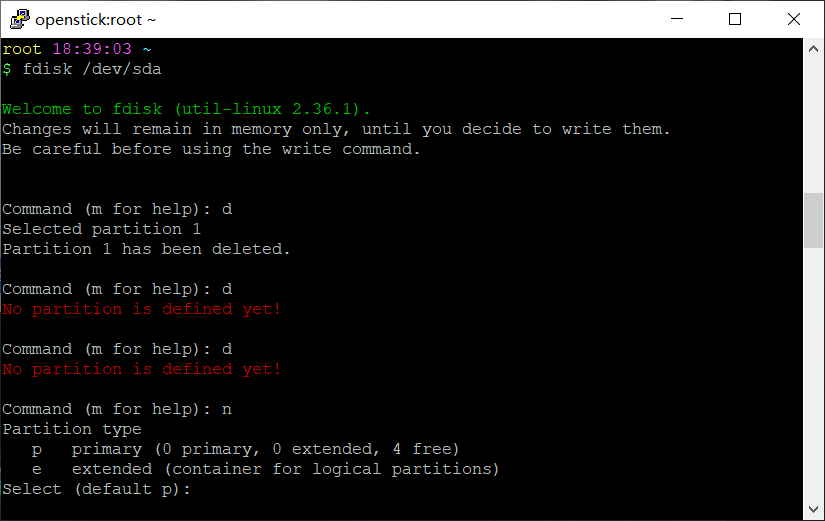 openstick:root ~
root 18:39:03 ~
$ fdisk /dev/sda
Welcome to fdisk (util-linux 2.36.1).
Changes will remain in memory only, until you decide to write them.
Be careful before using the write command.
Command (m for help): d
Selected partition 1
Partition 1 has been deleted.
Command (m for help): d
No partition is defined yet!
Command (m for help): d
No partition is defined yet!
Command (m for help): n
Partition type
   p   primary (0 primary, 0 extended, 4 free)
   e   extended (container for logical partitions)
Select (default p):